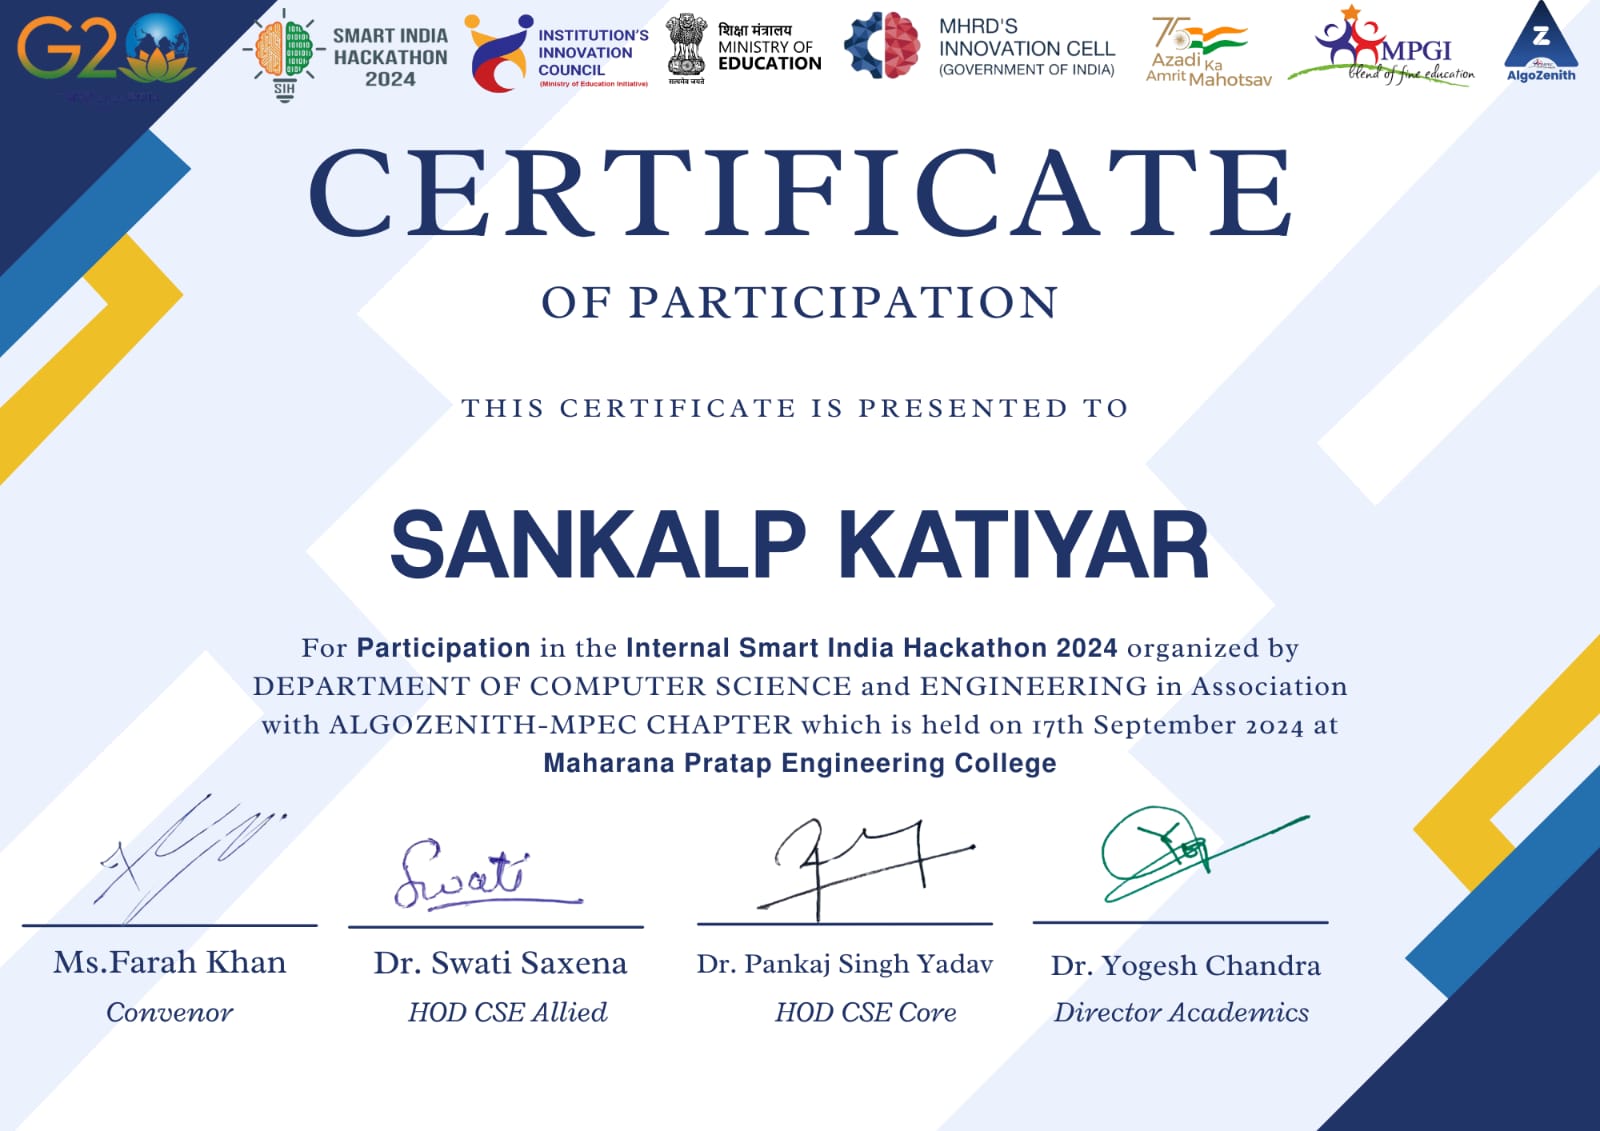 G20
SMART INDIA
HACKATHON
2024
SIH
INSTITUTION'S
INNOVATION
COUNCIL
(Ministry of Education Initiative)
शिक्षा मंत्रालय
MINISTRY OF
EDUCATION
सत्यमेव जयते
MHRD'S
INNOVATION CELL
(GOVERNMENT OF INDIA)
75
Azadi Ka
Amrit Mahotsav
MPGI
blend of fine education
Z
AlgoZenith
CERTIFICATE
OF PARTICIPATION
THIS CERTIFICATE IS PRESENTED TO
SANKALP KATIYAR
For Participation in the Internal Smart India Hackathon 2024 organized by
DEPARTMENT OF COMPUTER SCIENCE and ENGINEERING in Association
with ALGOZENITH-MPEC CHAPTER which is held on 17th September 2024 at
Maharana Pratap Engineering College
Swati
Ms.Farah Khan
Convenor
Dr. Swati Saxena
HOD CSE Allied
Dr. Pankaj Singh Yadav
HOD CSE Core
Dr. Yogesh Chandra
Director Academics